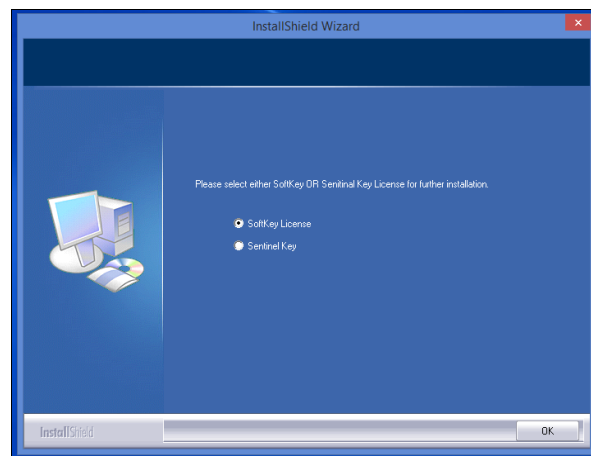 InstallShield Wizard
Please select either SoftKey OR Senitinal Key License for further installation.
SoftKey License
Sentinel Key
InstallShield
OK